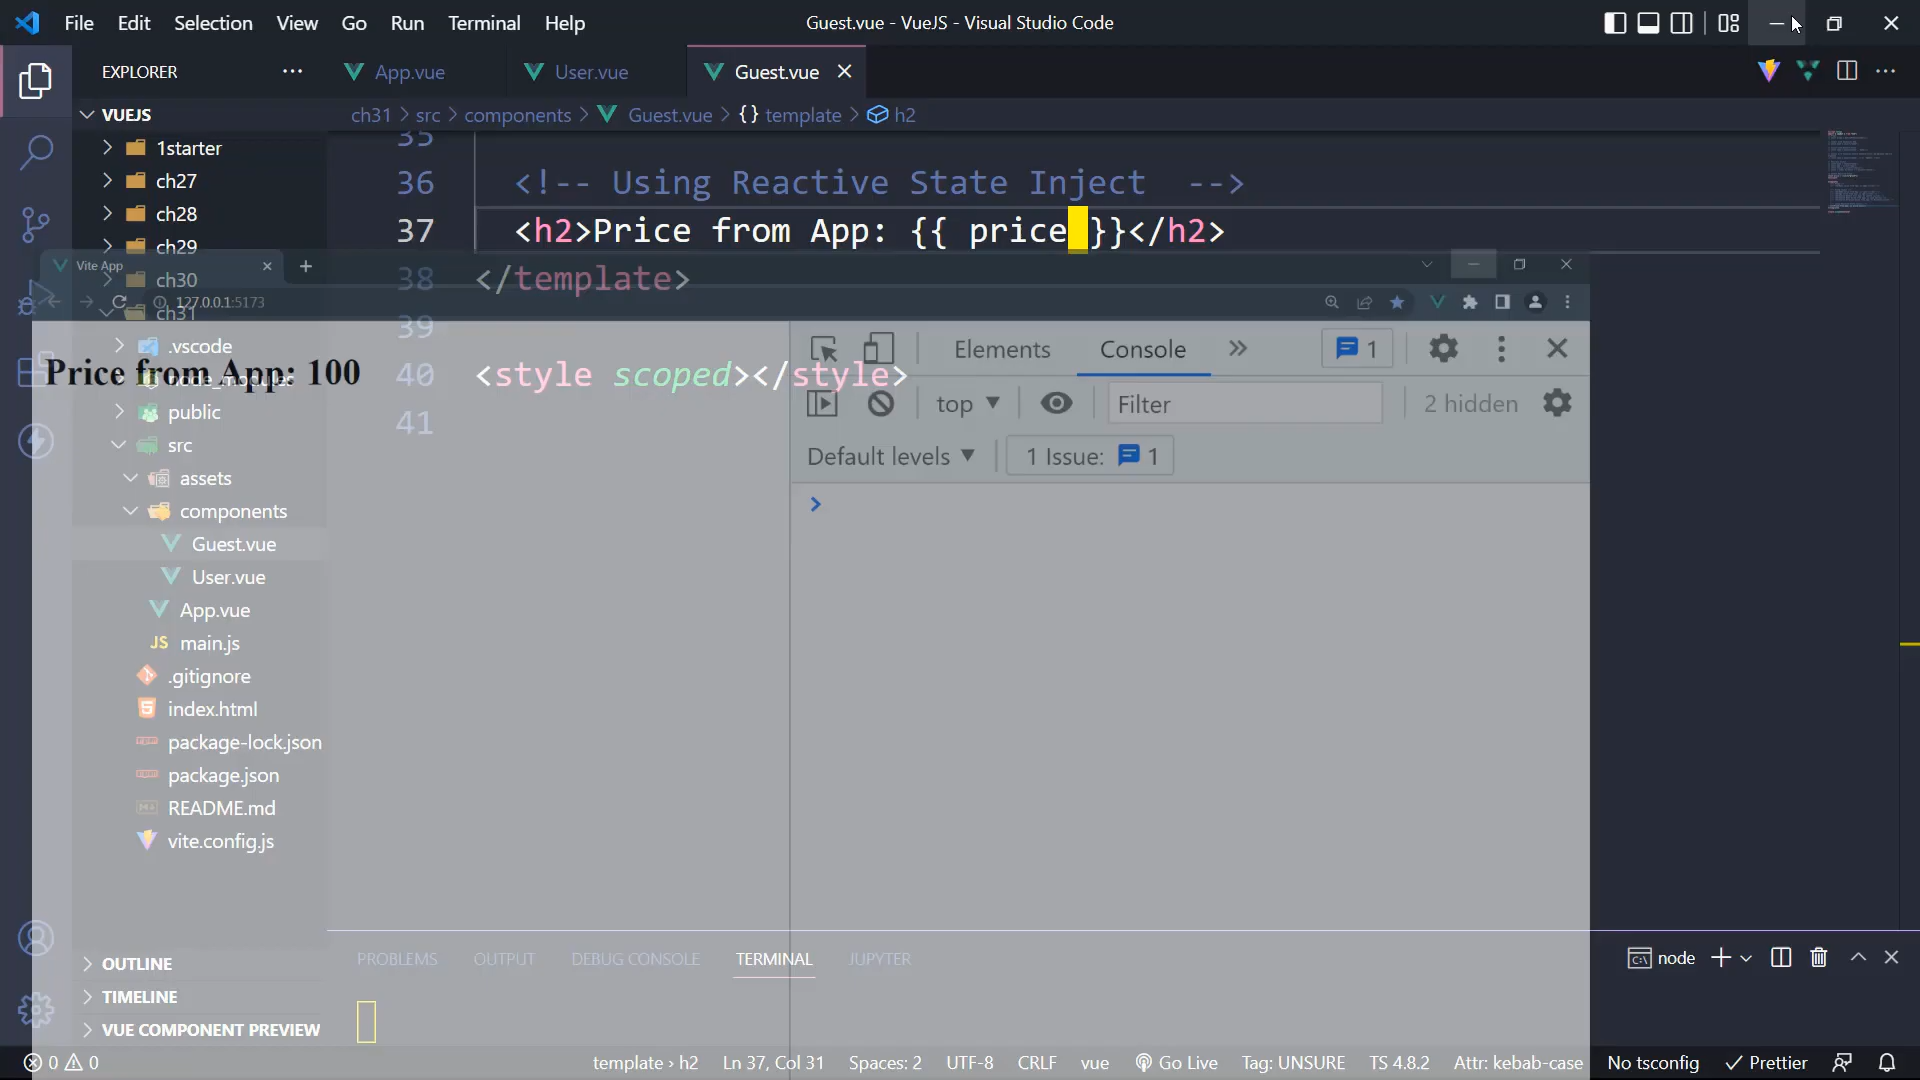 File Edit Selection View Go Run Terminal Help
Guest.vue - VueJS - Visual Studio Code
EXPLORER
App.vue
User.vue
Guest.vue
VUEJS
ch31 > src > components > Guest.vue > {} template > h2
1starter
ch27
ch28
ch29
ch30
ch31
.vscode
node_modules
public
src
assets
components
Guest.vue
User.vue
App.vue
main.js
.gitignore
index.html
package-lock.json
package.json
README.md
vite.config.js
OUTLINE
TIMELINE
VUE COMPONENT PREVIEW
35
36 <!-- Using Reactive State Inject -->
37 <h2>Price from App: {{ price }}</h2>
38 </template>
39
40 <style scoped></style>
41
Vite App
127.0.0.1:5173
Price from App: 100
Elements Console 1
top Filter 2 hidden
Default levels 1 Issue: 1
PROBLEMS OUTPUT DEBUG CONSOLE TERMINAL JUPYTER
node
0 0
template › h2 Ln 37, Col 31 Spaces: 2 UTF-8 CRLF vue Go Live Tag: UNSURE TS 4.8.2 Attr: kebab-case No tsconfig Prettier